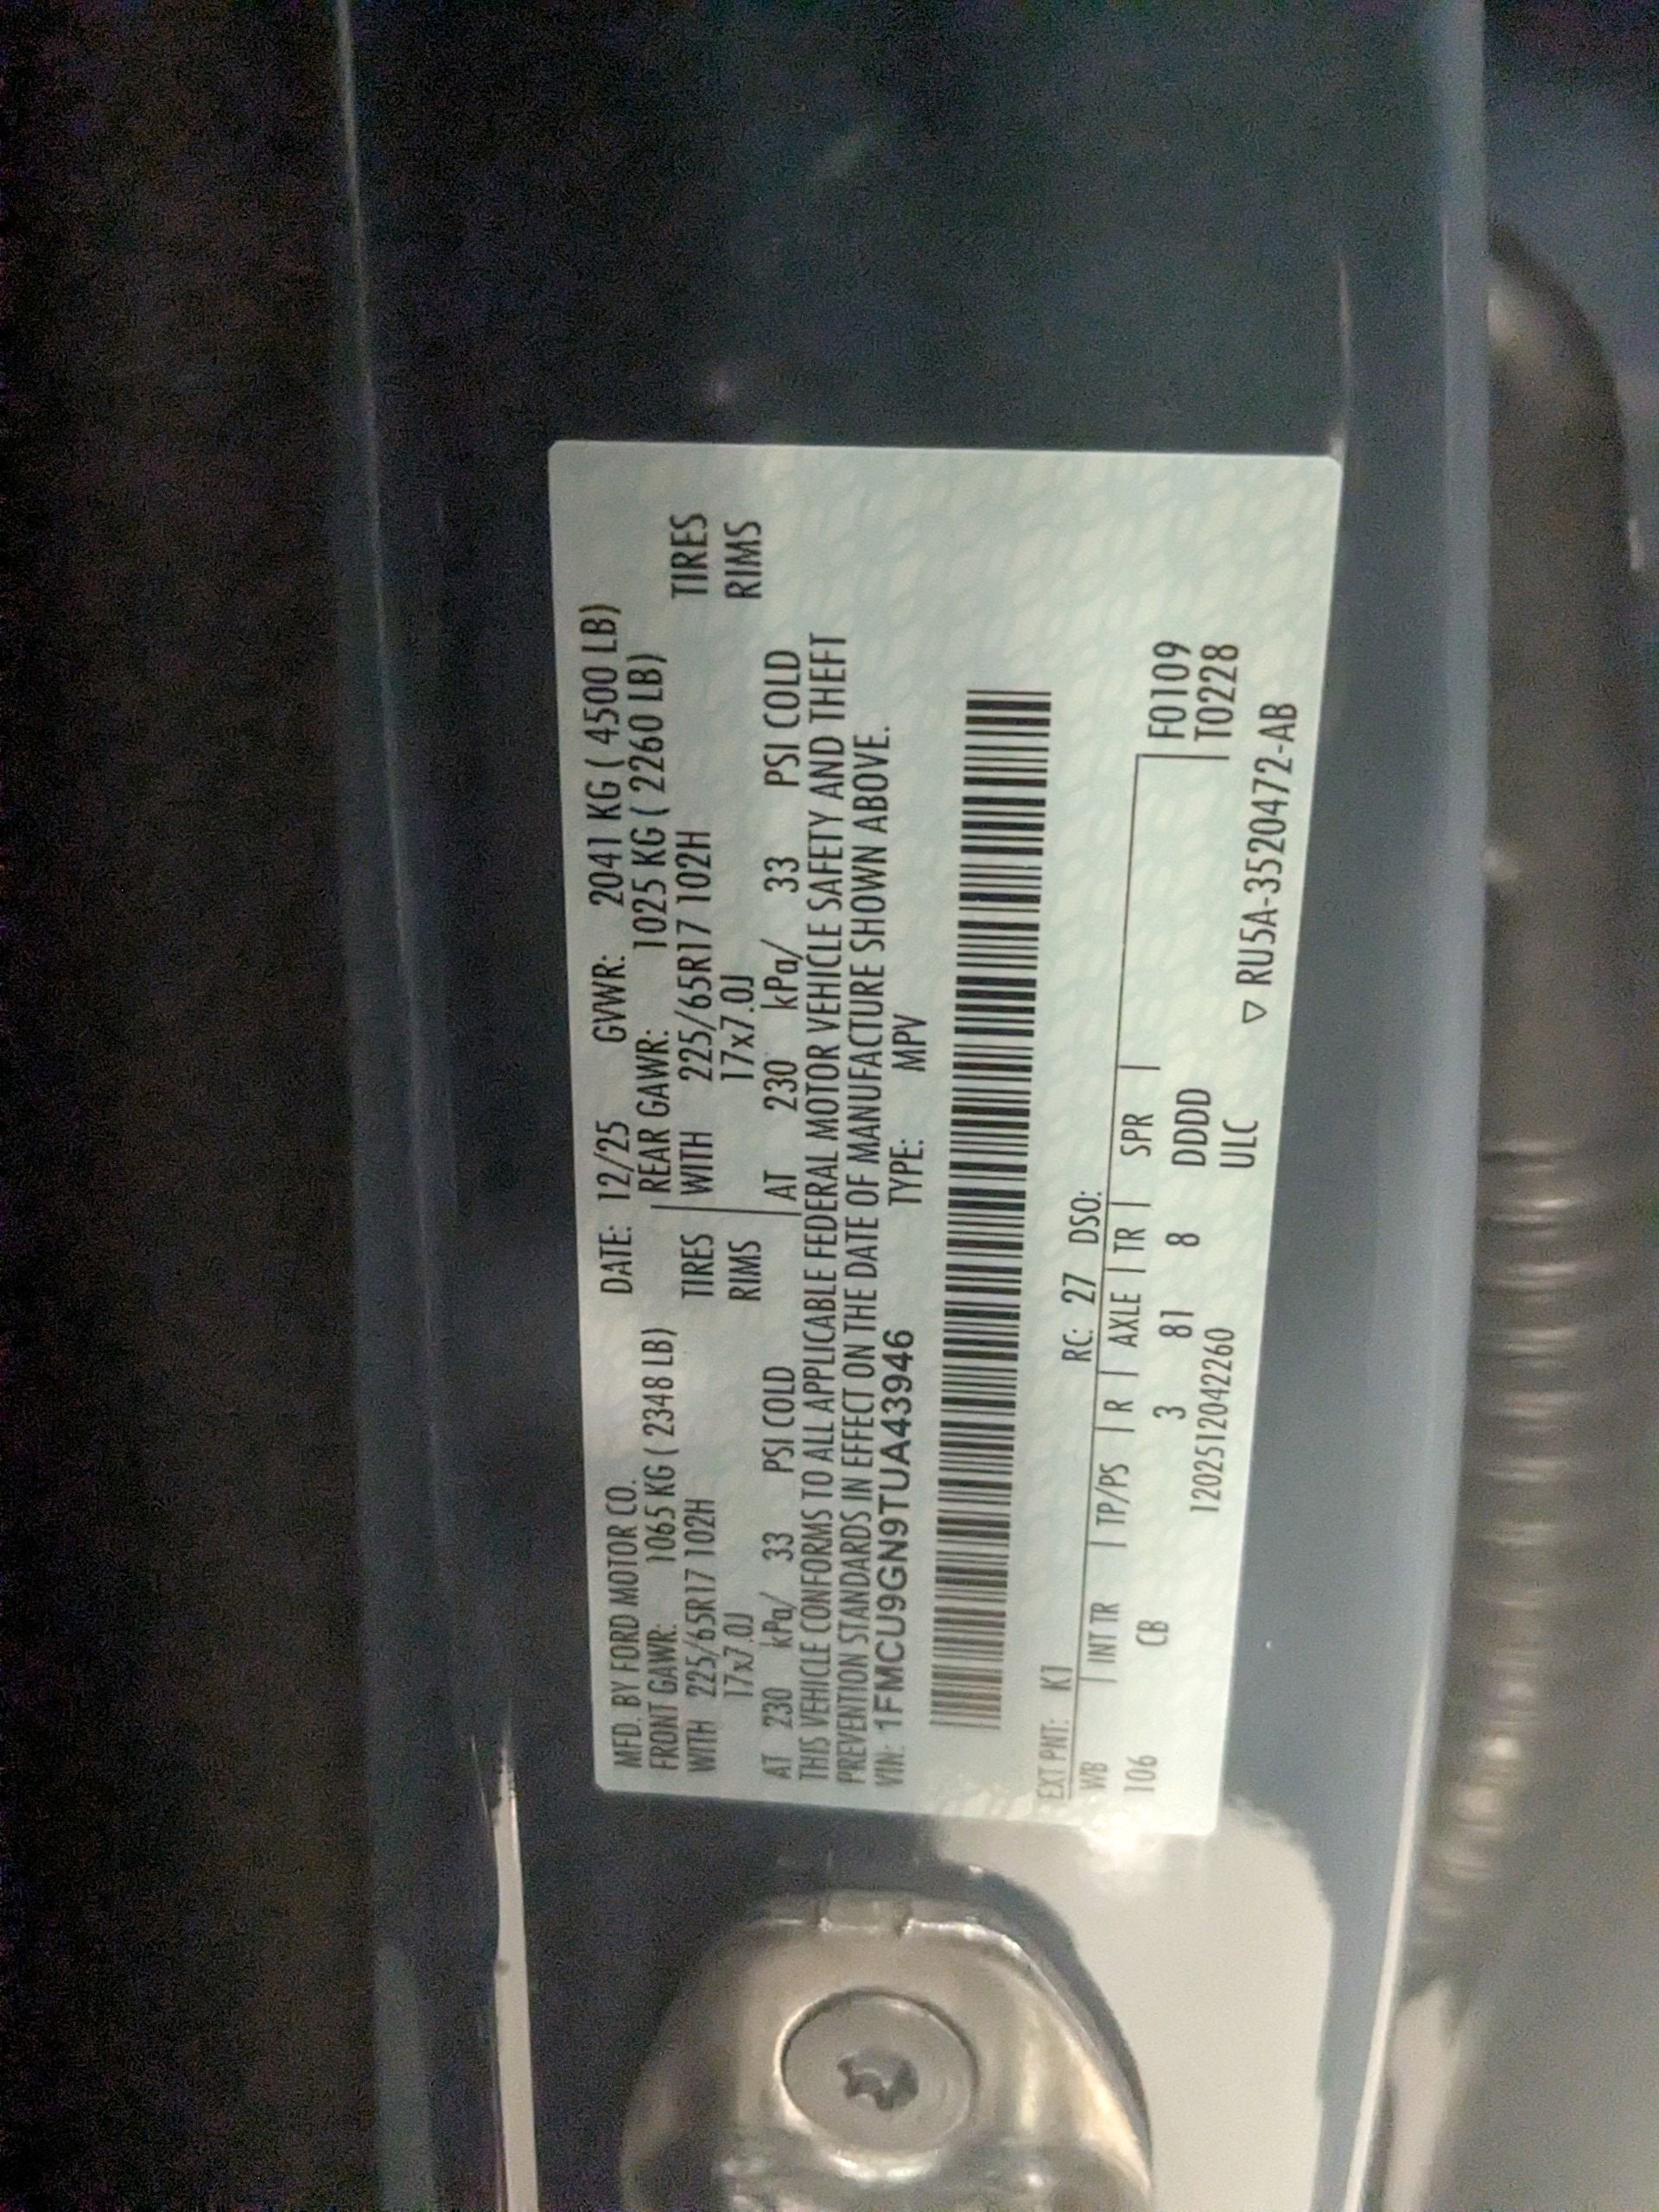 MFD. BY FORD MOTOR CO. DATE: 12/25 GVWR: 2041 KG ( 4500 LB)
FRONT GAWR: 1065 KG ( 2348 LB) REAR GAWR: 1025 KG ( 2260 LB)
WITH 225/65R17 102H TIRES WITH 225/65R17 102H TIRES
17x7.0J RIMS 17x7.0J RIMS
AT 230 kPa/ 33 PSI COLD AT 230 kPa/ 33 PSI COLD
THIS VEHICLE CONFORMS TO ALL APPLICABLE FEDERAL MOTOR VEHICLE SAFETY AND THEFT
PREVENTION STANDARDS IN EFFECT ON THE DATE OF MANUFACTURE SHOWN ABOVE.
VIN: 1FMCU9GN9TUA43946 TYPE: MPV
EXT PNT: K1 RC: 27 DSO:
WB | INT TR | TP/PS | R | AXLE | TR | SPR |
106 CB 3 81 8 DDDD F0109
1202512042260 ULC T0228
▽ RU5A-3520472-AB